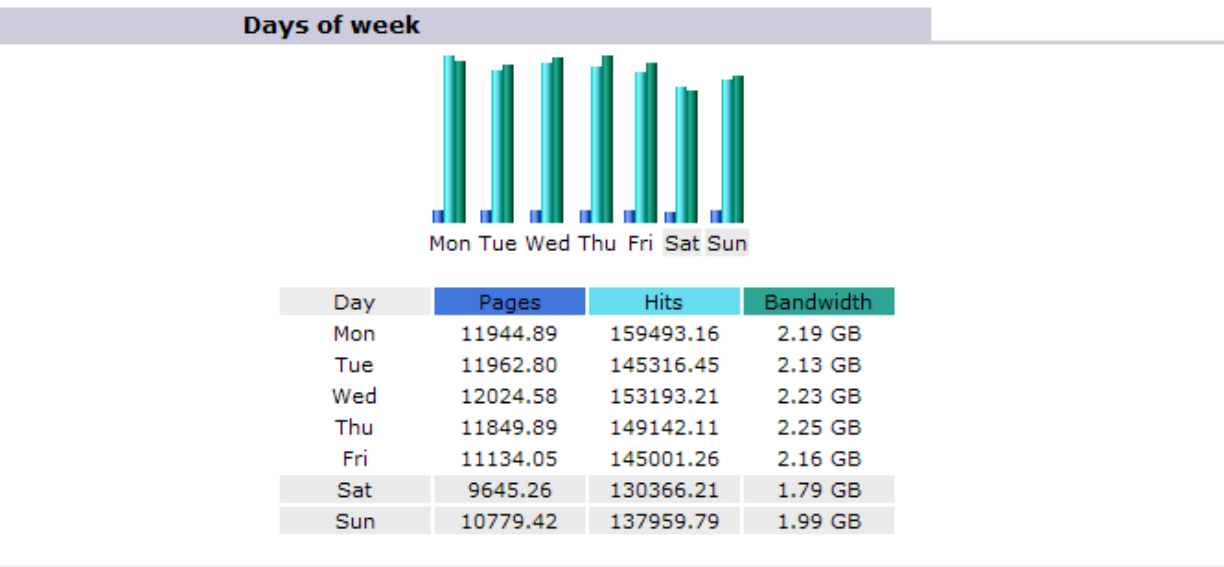 Days of week
Mon Tue Wed Thu Fri Sat Sun
Day Pages Hits Bandwidth
Mon 11944.89 159493.16 2.19 GB
Tue 11962.80 145316.45 2.13 GB
Wed 12024.58 153193.21 2.23 GB
Thu 11849.89 149142.11 2.25 GB
Fri 11134.05 145001.26 2.16 GB
Sat 9645.26 130366.21 1.79 GB
Sun 10779.42 137959.79 1.99 GB